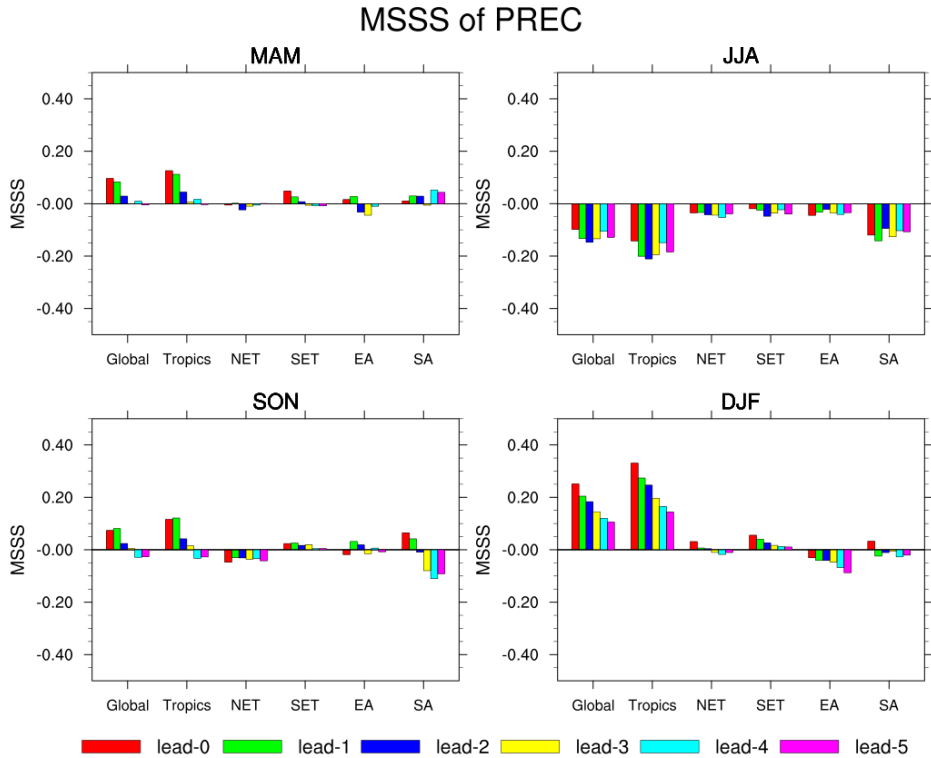 MSSS of PREC
MAM
JJA
0.40
0.20
-0.00
-0.20
-0.40
MSSS
Global Tropics NET SET EA SA
0.40
0.20
-0.00
-0.20
-0.40
MSSS
Global Tropics NET SET EA SA
SON
DJF
0.40
0.20
-0.00
-0.20
-0.40
MSSS
Global Tropics NET SET EA SA
0.40
0.20
-0.00
-0.20
-0.40
MSSS
Global Tropics NET SET EA SA
lead-0 lead-1 lead-2 lead-3 lead-4 lead-5